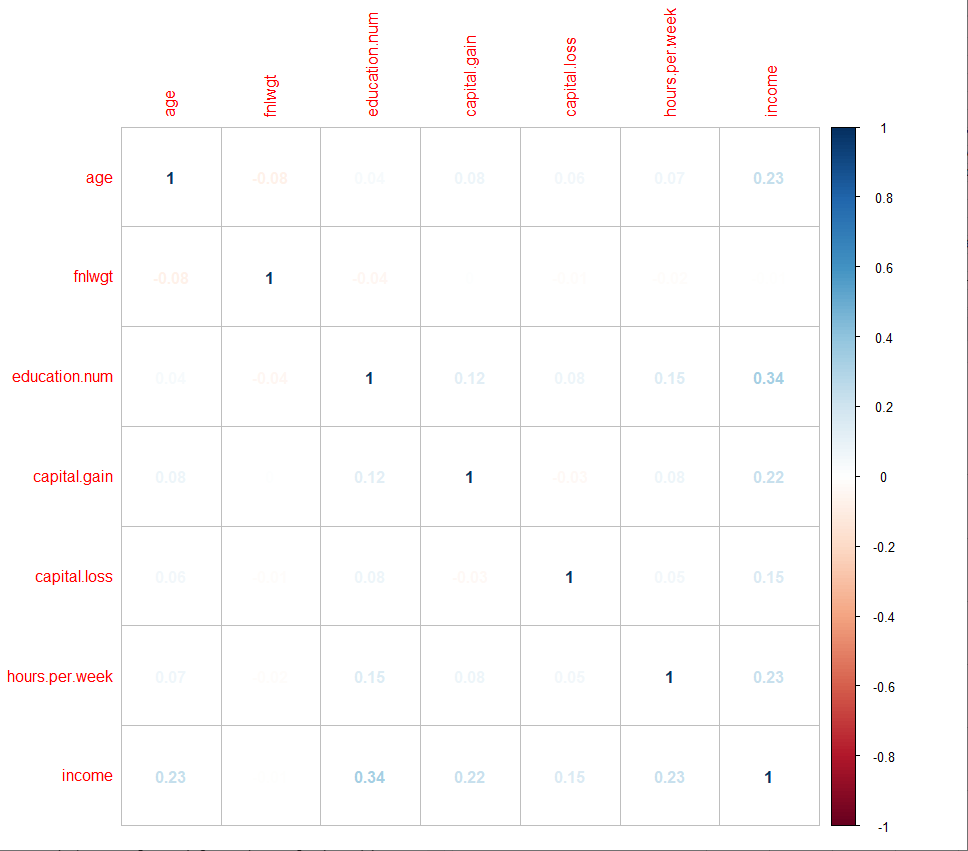 age
fnlwgt
education.num
capital.gain
capital.loss
hours.per.week
income
age 1 -0.08 0.04 0.08 0.06 0.07 0.23
fnlwgt -0.08 1 -0.04
education.num 0.04 -0.04 1 0.12 0.08 0.15 0.34
capital.gain 0.08 0.12 1 -0.03 0.08 0.22
capital.loss 0.06 0.08 -0.03 1 0.05 0.15
hours.per.week 0.07 0.15 0.08 0.05 1 0.23
income 0.23 0.34 0.22 0.15 0.23 1
1
0.8
0.6
0.4
0.2
0
-0.2
-0.4
-0.6
-0.8
-1